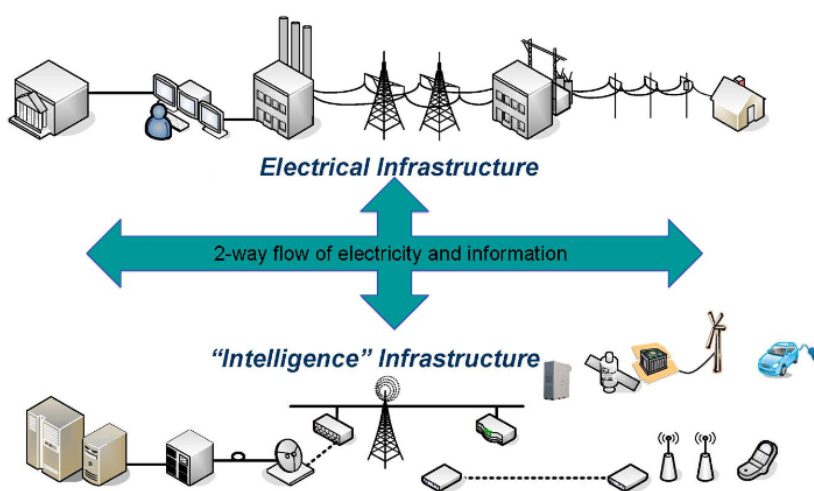 Electrical Infrastructure
2-way flow of electricity and information
“Intelligence” Infrastructure